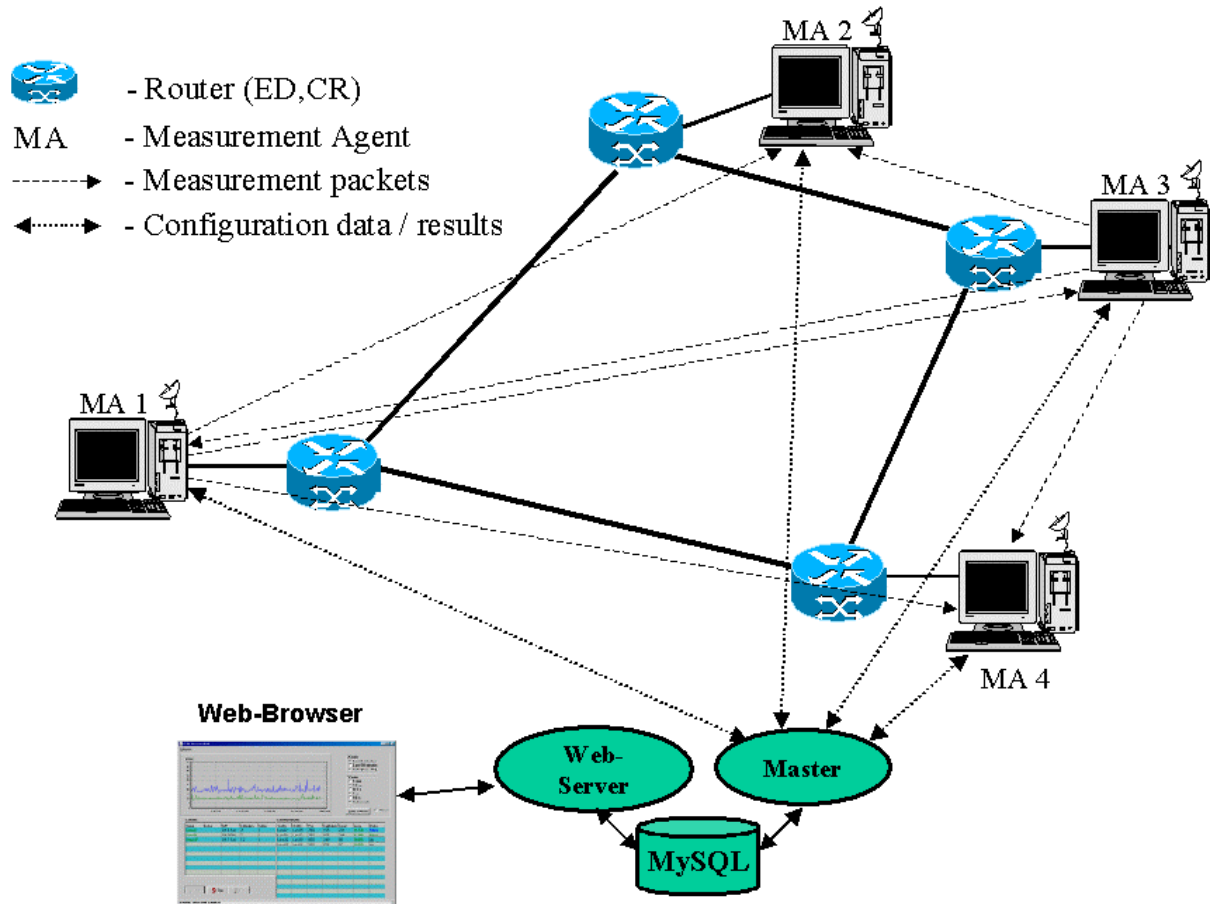 MA 2
- Router (ED,CR)
MA - Measurement Agent
- Measurement packets
- Configuration data / results
MA 3
MA 1
MA 4
Web-Browser
Web-
Server
Master
MySQL